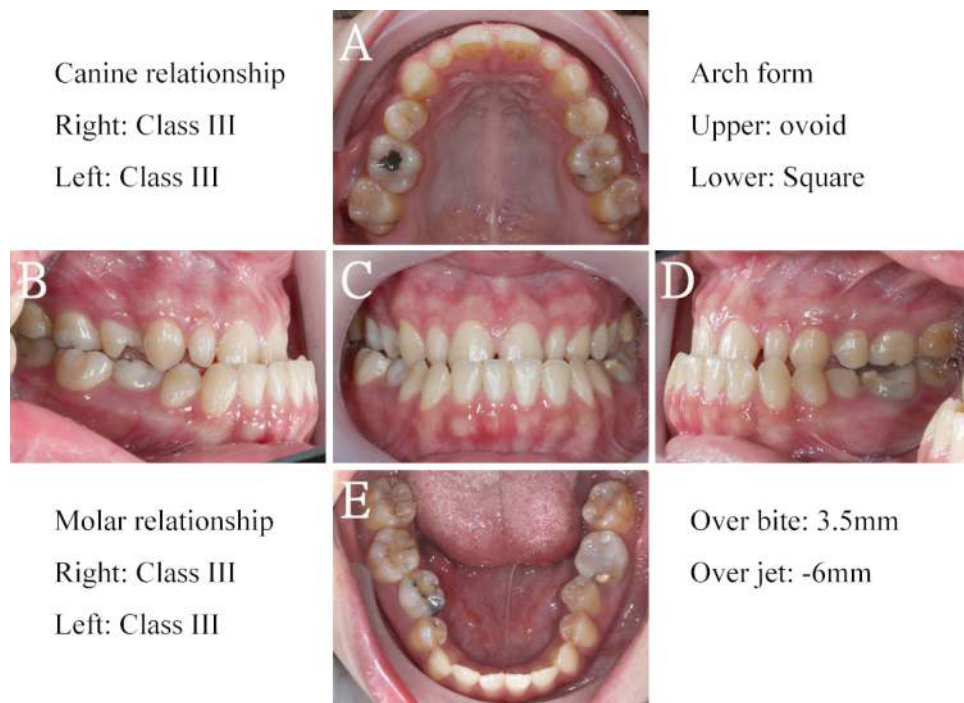 A
Canine relationship
Right: Class III
Left: Class III
Arch form
Upper: ovoid
Lower: Square
B
C
D
Molar relationship
Right: Class III
Left: Class III
E
Over bite: 3.5mm
Over jet: -6mm